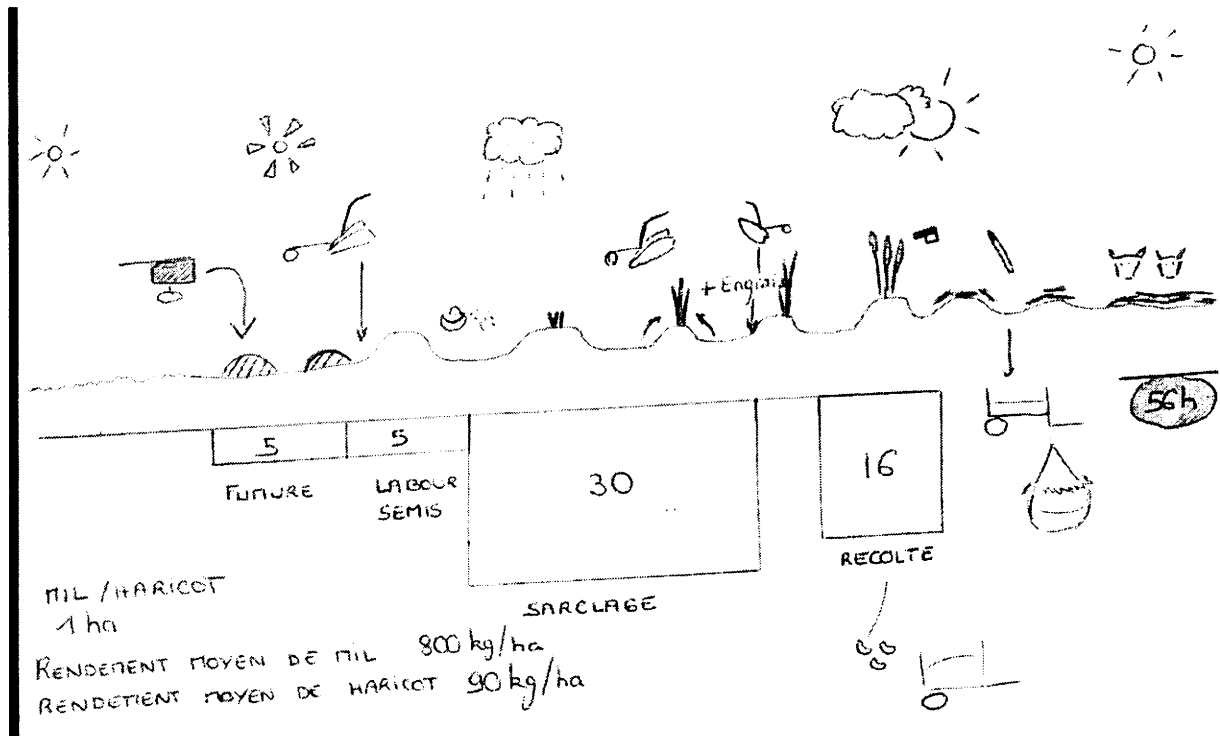 + Engrais
56h
5
5
30
16
FUMURE
LABOUR
SEMIS
RECOLTE
SARCLAGE
MIL / HARICOT
1 ha
RENDEMENT MOYEN DE MIL 800 kg/ha
RENDEMENT MOYEN DE HARICOT 90 kg/ha